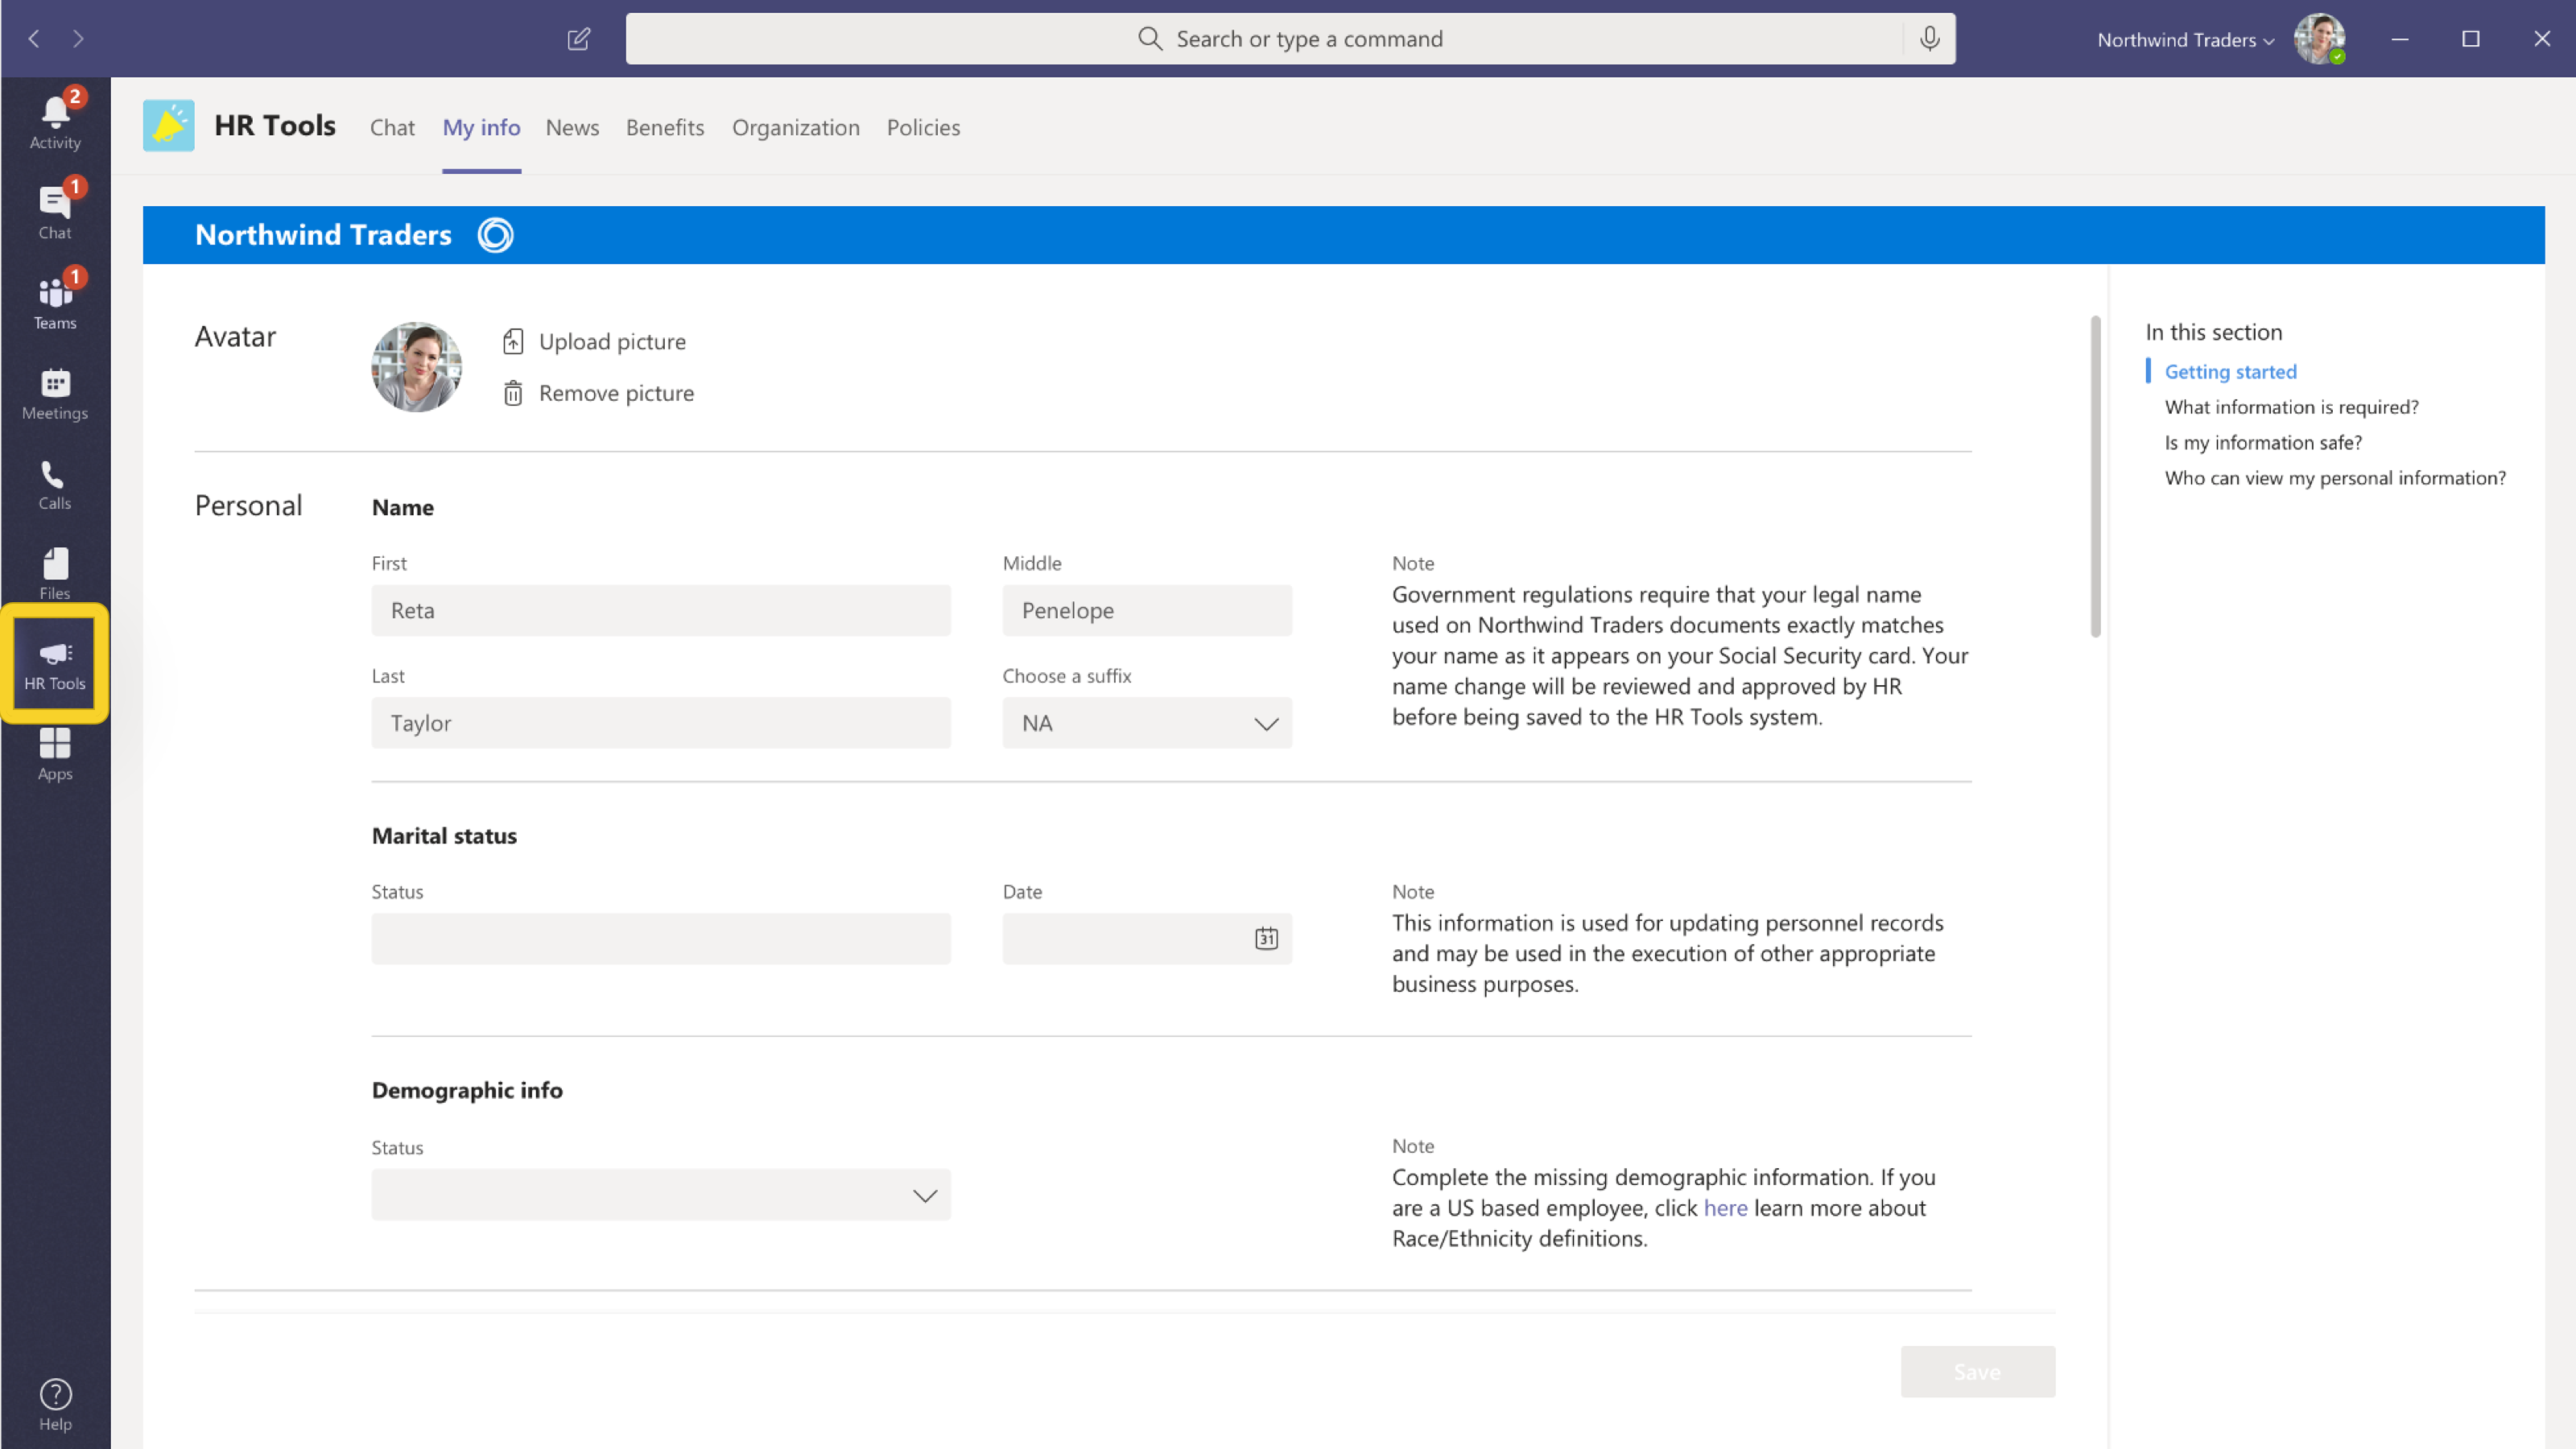 Search or type a command
Northwind Traders
2
Activity
1
Chat
1
Teams
Meetings
Calls
Files
HR Tools
Apps
Help
HR Tools
Chat
My info
News
Benefits
Organization
Policies
Northwind Traders
Avatar
Upload picture
Remove picture
Personal
Name
First
Reta
Middle
Penelope
Last
Taylor
Choose a suffix
NA
Note
Government regulations require that your legal name
used on Northwind Traders documents exactly matches
your name as it appears on your Social Security card. Your
name change will be reviewed and approved by HR
before being saved to the HR Tools system.
Marital status
Status
Date
31
Note
This information is used for updating personnel records
and may be used in the execution of other appropriate
business purposes.
Demographic info
Status
Note
Complete the missing demographic information. If you
are a US based employee, click here learn more about
Race/Ethnicity definitions.
Save
In this section
Getting started
What information is required?
Is my information safe?
Who can view my personal information?